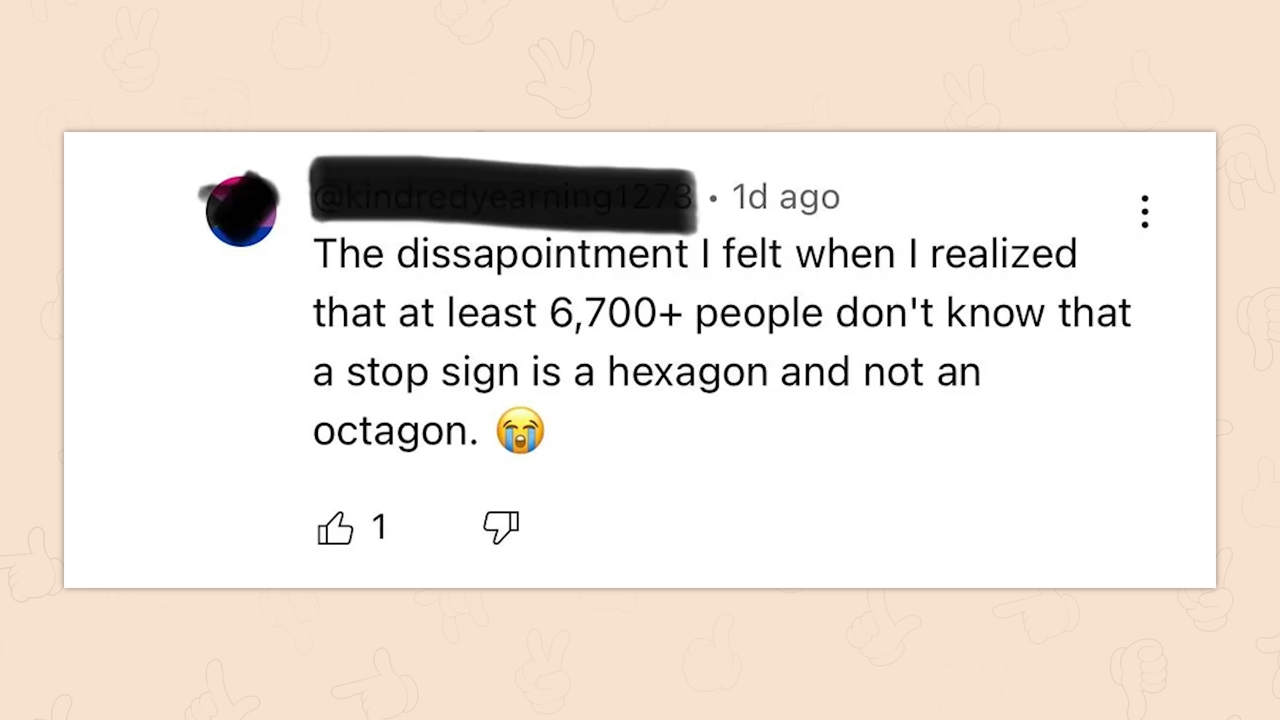 • 1d ago
The dissapointment I felt when I realized
that at least 6,700+ people don't know that
a stop sign is a hexagon and not an
octagon. 😭
1